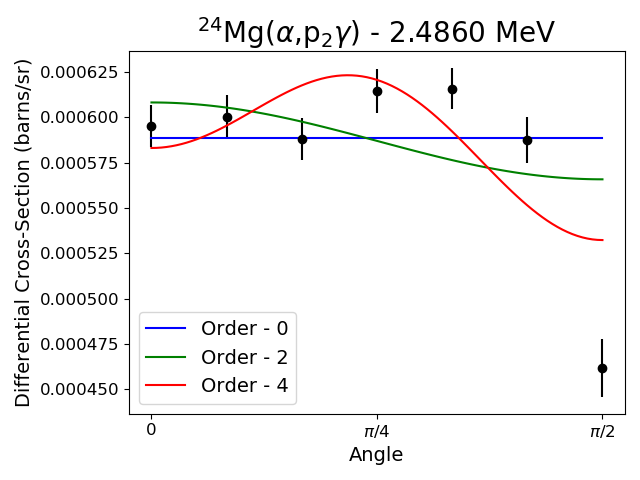 ²⁴Mg(α,p₂γ) - 2.4860 MeV
Differential Cross-Section (barns/sr)
0.000625
0.000600
0.000575
0.000550
0.000525
0.000500
0.000475
0.000450
Order - 0
Order - 2
Order - 4
0 π/4 π/2
Angle